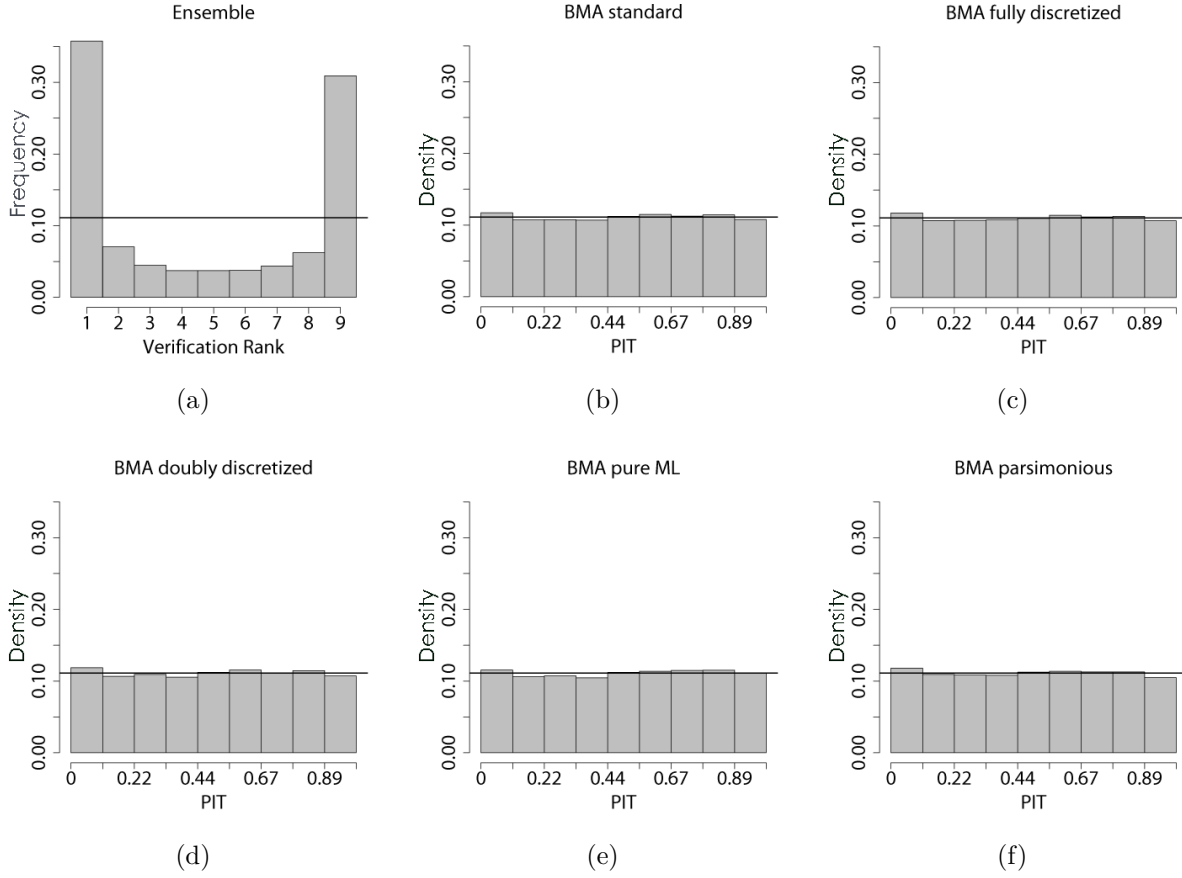 Ensemble
Frequency
0.00 0.10 0.20 0.30
1 2 3 4 5 6 7 8 9
Verification Rank
(a)
BMA standard
Density
0.00 0.10 0.20 0.30
0 0.22 0.44 0.67 0.89
PIT
(b)
BMA fully discretized
Density
0.00 0.10 0.20 0.30
0 0.22 0.44 0.67 0.89
PIT
(c)
BMA doubly discretized
Density
0.00 0.10 0.20 0.30
0 0.22 0.44 0.67 0.89
PIT
(d)
BMA pure ML
Density
0.00 0.10 0.20 0.30
0 0.22 0.44 0.67 0.89
PIT
(e)
BMA parsimonious
Density
0.00 0.10 0.20 0.30
0 0.22 0.44 0.67 0.89
PIT
(f)